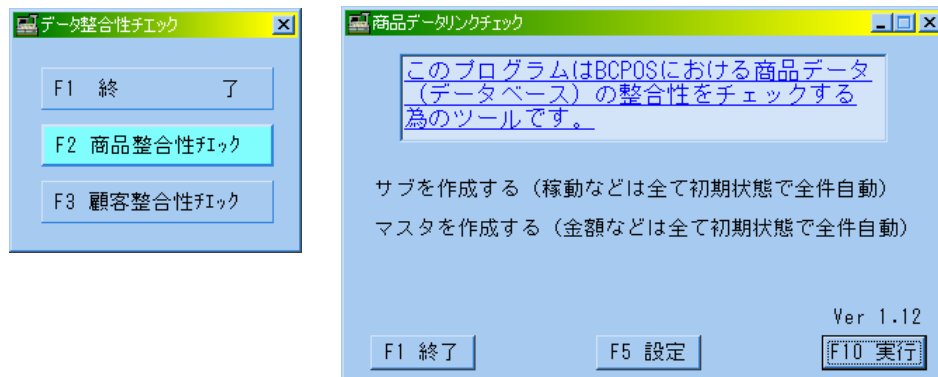 データ整合性チェック
F1 終 了
F2 商品整合性ﾁｴｯｸ
F3 顧客整合性ﾁｴｯｸ
商品データリンクチェック
このプログラムはBCPOSにおける商品データ
（データベース）の整合性をチェックする
為のツールです。
サブを作成する（稼動などは全て初期状態で全件自動）
マスタを作成する（金額などは全て初期状態で全件自動）
Ver 1.12
F1 終了
F5 設定
F10 実行